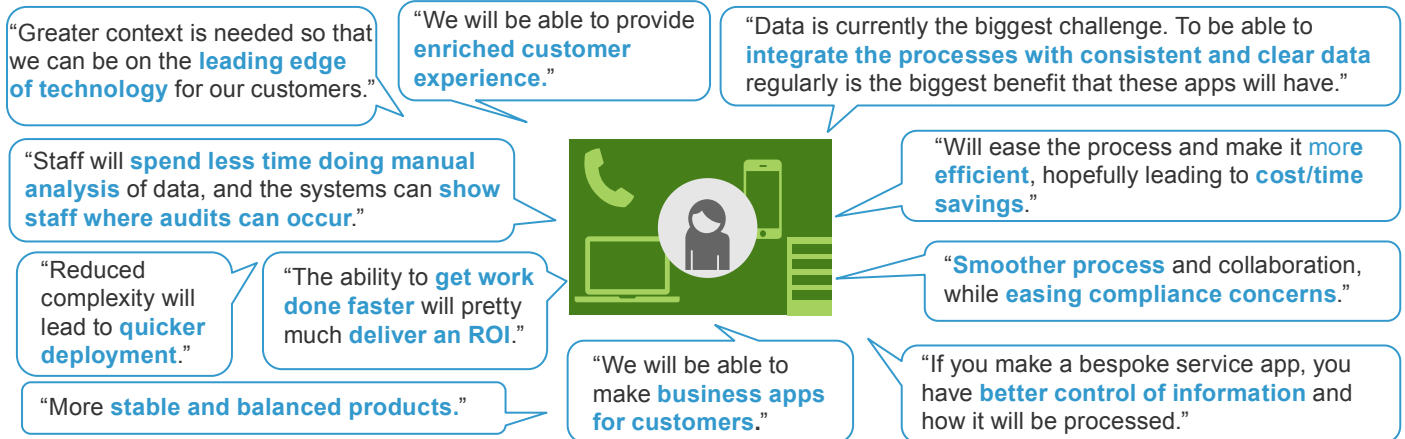 “Greater context is needed so that
we can be on the leading edge
of technology for our customers.”
“We will be able to provide
enriched customer
experience.”
“Data is currently the biggest challenge. To be able to
integrate the processes with consistent and clear data
regularly is the biggest benefit that these apps will have.”
“Staff will spend less time doing manual
analysis of data, and the systems can show
staff where audits can occur.”
“Will ease the process and make it more
efficient, hopefully leading to cost/time
savings.”
“Reduced
complexity will
lead to quicker
deployment.”
“The ability to get work
done faster will pretty
much deliver an ROI.”
“Smoother process and collaboration,
while easing compliance concerns.”
“More stable and balanced products.”
“We will be able to
make business apps
for customers.”
“If you make a bespoke service app, you
have better control of information and
how it will be processed.”